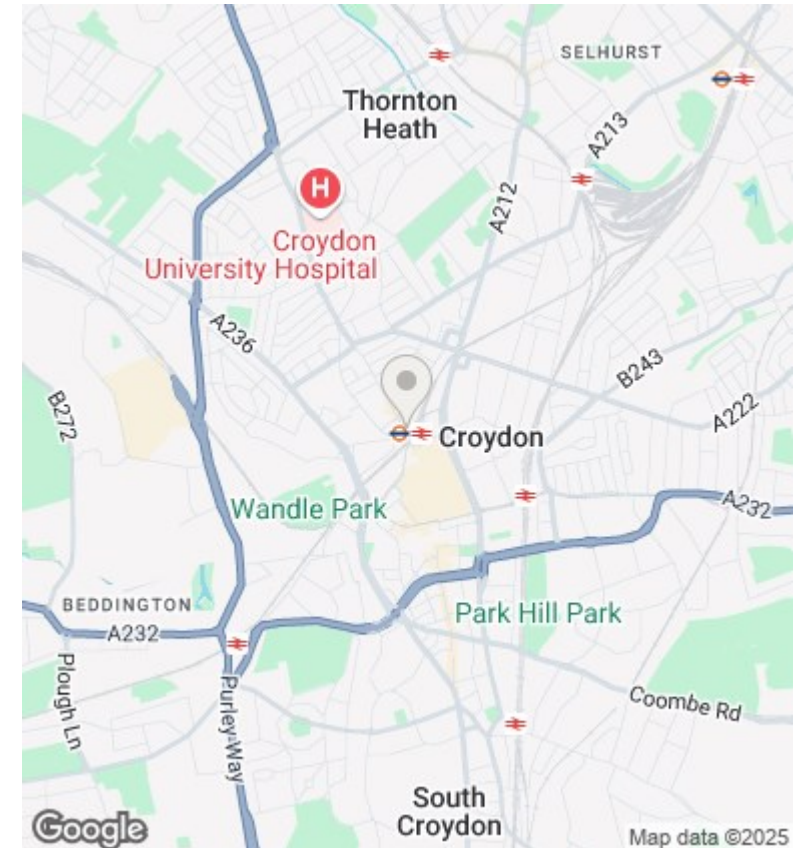 SELHURST
Thornton
Heath
A213
H
A212
Croydon
University Hospital
A236
B243
B272
A222
Croydon
Wandle Park
A232
BEDDINGTON
A232
Park Hill Park
Plough Ln
Purley Way
Coombe Rd
South
Croydon
Google
Map data ©2025